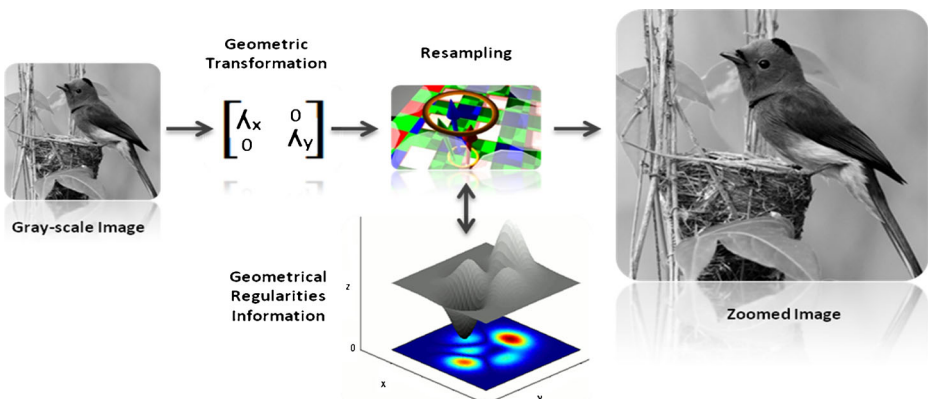 Geometric
Transformation
Resampling
λx 0
0 λy
Gray-scale Image
Geometrical
Regularities
Information
z
0
x
y
Zoomed Image